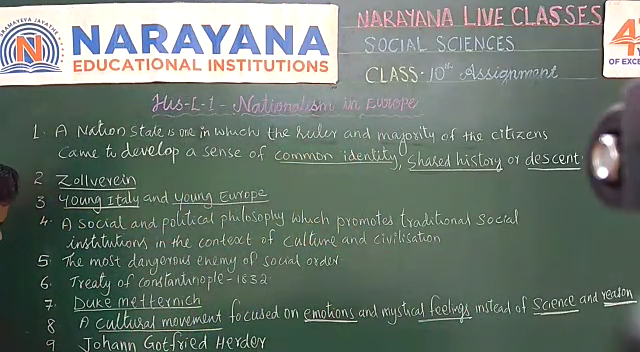 SRAMAYEVA JAYATHE
N
NARAYANA
EDUCATIONAL INSTITUTIONS
OF EXCEL
NARAYANA LIVE CLASSES
SOCIAL SCIENCES
CLASS: 10th Assignment
His-L-1 - Nationalism in Europe
1. A Nation State is one in which the ruler and majority of the citizens
Came to develop a sense of common identity, shared history or descent.
2 Zollverein
3 Young Italy and young Europe
4. A social and political philosophy which promotes traditional social
institutions in the context of culture and civilisation
5. The most dangerous enemy of social order
6. Treaty of constantinople - 1832
7. Duke metternich
8 A cultural movement focused on emotions and mystical feelings instead of Science and reason
9 Johann Gotfried Herder